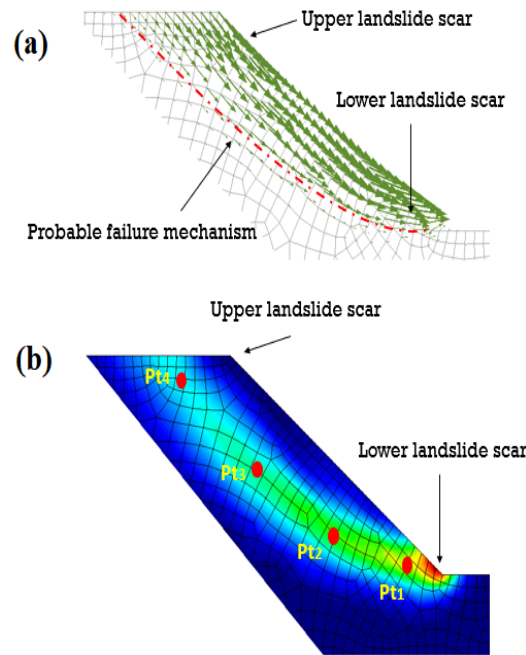 (a)
Upper landslide scar
Lower landslide scar
Probable failure mechanism
Upper landslide scar
(b)
Pt4
Lower landslide scar
Pt3
Pt2
Pt1